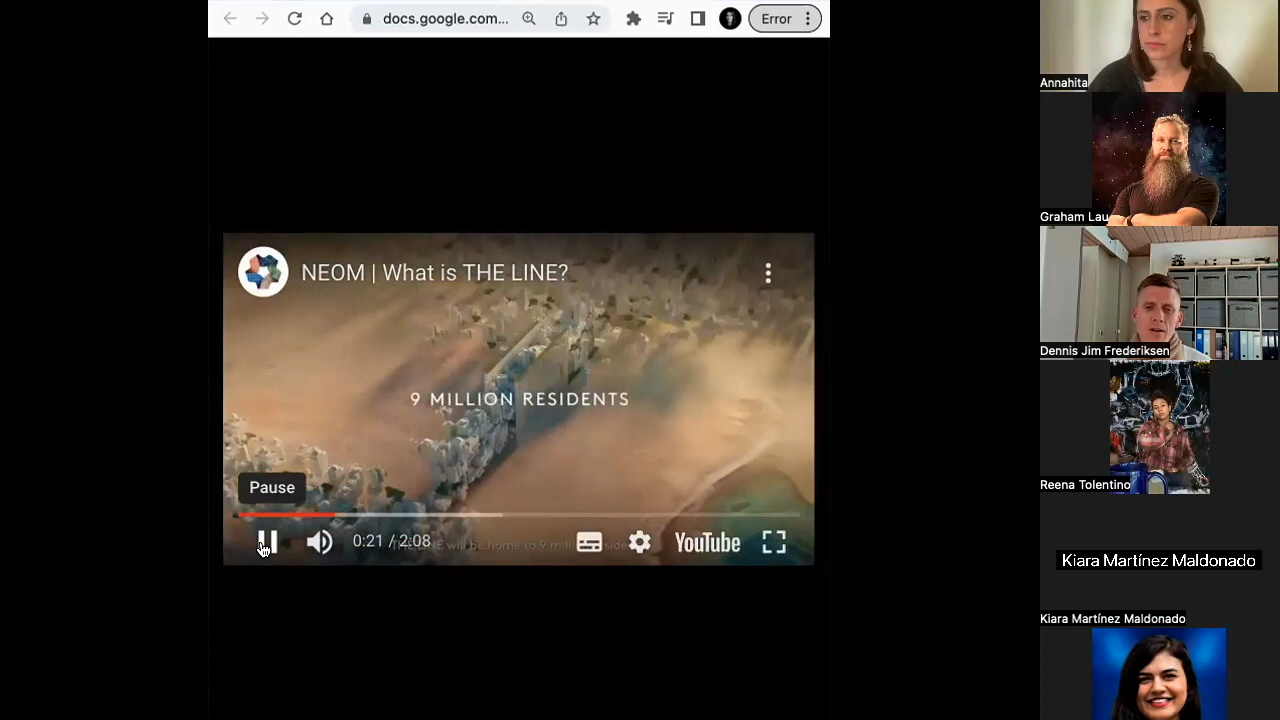 docs.google.com...
Error
NEOM | What is THE LINE?
9 MILLION RESIDENTS
Pause
0:21 / 2:08
YouTube
Annahita
Graham Lau
Dennis Jim Frederiksen
Reena Tolentino
Kiara Martínez Maldonado
Kiara Martínez Maldonado